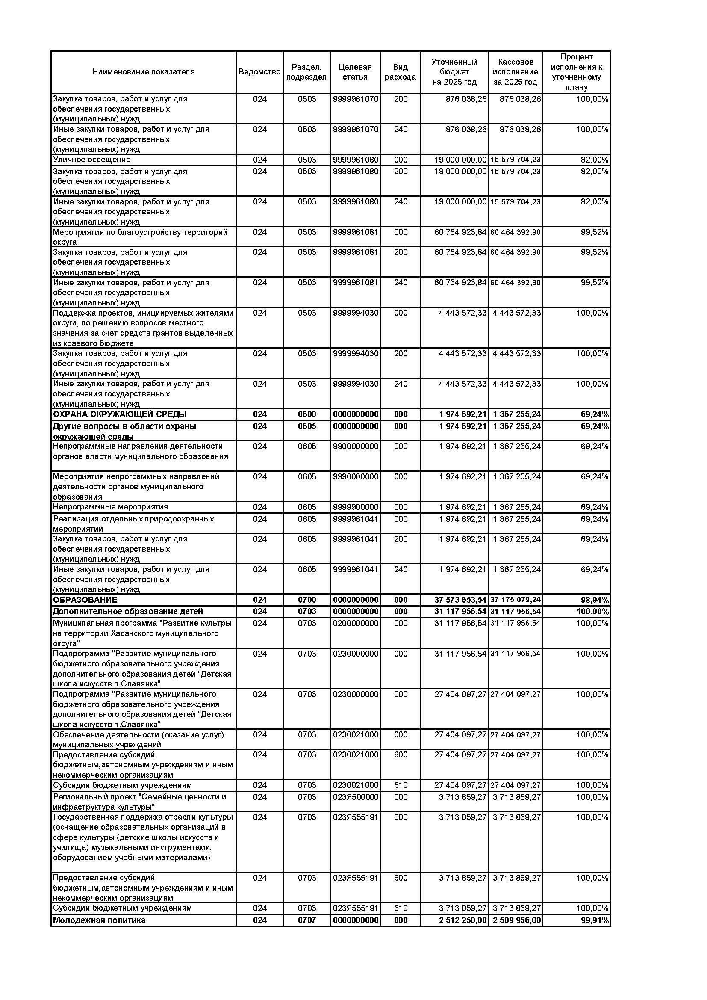 Наименование показателя Ведомство Раздел, подраздел Целевая статья Вид расхода Уточненный бюджет на 2025 год Кассовое исполнение за 2025 год Процент исполнения к уточненному плану
Закупка товаров, работ и услуг для 024 0503 9999961070 200 876 038,26 876 038,26 100,00%
обеспечения государственных
(муниципальных) нужд
Иные закупки товаров, работ и услуг для 024 0503 9999961070 240 876 038,26 876 038,26 100,00%
обеспечения государственных
(муниципальных) нужд
Уличное освещение 024 0503 9999961080 000 19 000 000,00 15 579 704,23 82,00%
Закупка товаров, работ и услуг для 024 0503 9999961080 200 19 000 000,00 15 579 704,23 82,00%
обеспечения государственных
(муниципальных) нужд
Иные закупки товаров, работ и услуг для 024 0503 9999961080 240 19 000 000,00 15 579 704,23 82,00%
обеспечения государственных
(муниципальных) нужд
Мероприятия по благоустройству территорий 024 0503 9999961081 000 60 754 923,84 60 464 392,90 99,52%
округа
Закупка товаров, работ и услуг для 024 0503 9999961081 200 60 754 923,84 60 464 392,90 99,52%
обеспечения государственных
(муниципальных) нужд
Иные закупки товаров, работ и услуг для 024 0503 9999961081 240 60 754 923,84 60 464 392,90 99,52%
обеспечения государственных
(муниципальных) нужд
Поддержка проектов, инициируемых жителями 024 0503 9999994030 000 4 443 572,33 4 443 572,33 100,00%
округа, по решению вопросов местного
значения за счет средств грантов выделенных
из краевого бюджета
Закупка товаров, работ и услуг для 024 0503 9999994030 200 4 443 572,33 4 443 572,33 100,00%
обеспечения государственных
(муниципальных) нужд
Иные закупки товаров, работ и услуг для 024 0503 9999994030 240 4 443 572,33 4 443 572,33 100,00%
обеспечения государственных
(муниципальных) нужд
ОХРАНА ОКРУЖАЮЩЕЙ СРЕДЫ 024 0600 0000000000 000 1 974 692,21 1 367 255,24 69,24%
Другие вопросы в области охраны 024 0605 0000000000 000 1 974 692,21 1 367 255,24 69,24%
окружающей среды
Непрограммные направления деятельности 024 0605 9900000000 000 1 974 692,21 1 367 255,24 69,24%
органов власти муниципального образования
Мероприятия непрограммных направлений 024 0605 9990000000 000 1 974 692,21 1 367 255,24 69,24%
деятельности органов муниципального
образования
Непрограммные мероприятия 024 0605 9999900000 000 1 974 692,21 1 367 255,24 69,24%
Реализация отдельных природоохранных 024 0605 9999961041 000 1 974 692,21 1 367 255,24 69,24%
мероприятий
Закупка товаров, работ и услуг для 024 0605 9999961041 200 1 974 692,21 1 367 255,24 69,24%
обеспечения государственных
(муниципальных) нужд
Иные закупки товаров, работ и услуг для 024 0605 9999961041 240 1 974 692,21 1 367 255,24 69,24%
обеспечения государственных
(муниципальных) нужд
ОБРАЗОВАНИЕ 024 0700 0000000000 000 37 573 653,54 37 175 079,24 98,94%
Дополнительное образование детей 024 0703 0000000000 000 31 117 956,54 31 117 956,54 100,00%
Муниципальная программа "Развитие культры 024 0703 0200000000 000 31 117 956,54 31 117 956,54 100,00%
на территории Хасанского муниципального
округа"
Подпрограмма "Развитие муниципального 024 0703 0230000000 000 31 117 956,54 31 117 956,54 100,00%
бюджетного образовательного учреждения
дополнительного образования детей "Детская
школа искусств п.Славянка"
Подпрограмма "Развитие муниципального 024 0703 0230000000 000 27 404 097,27 27 404 097,27 100,00%
бюджетного образовательного учреждения
дополнительного образования детей "Детская
школа искусств п.Славянка"
Обеспечение деятельности (оказание услуг) 024 0703 0230021000 000 27 404 097,27 27 404 097,27 100,00%
муниципальных учреждений
Предоставление субсидий 024 0703 0230021000 600 27 404 097,27 27 404 097,27 100,00%
бюджетным,автономным учреждениям и иным
некоммерческим организациям
Субсидии бюджетным учреждениям 024 0703 0230021000 610 27 404 097,27 27 404 097,27 100,00%
Региональный проект "Семейные ценности и 024 0703 023Я500000 000 3 713 859,27 3 713 859,27 100,00%
инфраструктура культуры"
Государственная поддержка отрасли культуры 024 0703 023Я555191 000 3 713 859,27 3 713 859,27 100,00%
(оснащение образовательных организаций в
сфере культуры (детские школы искусств и
училища) музыкальными инструментами,
оборудованием учебными материалами)
Предоставление субсидий 024 0703 023Я555191 600 3 713 859,27 3 713 859,27 100,00%
бюджетным,автономным учреждениям и иным
некоммерческим организациям
Субсидии бюджетным учреждениям 024 0703 023Я555191 610 3 713 859,27 3 713 859,27 100,00%
Молодежная политика 024 0707 0000000000 000 2 512 250,00 2 509 956,00 99,91%